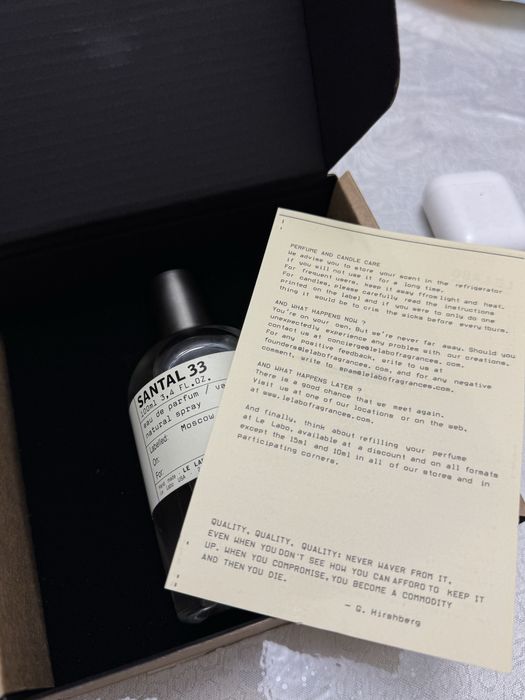 SANTAL 33
100ml 3.4 FL.OZ.
eau de parfum / va
natural spray
Labelled: Moscow
On:
For:
LE LA
PERFUME AND CANDLE CARE
We advise you to store your scent in the refrigerator
if you will not use it for a long time.
For frequent users, keep it away ffrom light and heat.
For candles, please carefully read the instructions
printed on the label and if you were to only do one
thing it would be to crim the wicks before every tburn.
AND WHAT HAPPENS NOW ?
You're on your own. But we're never far away. Should you
unexpectedly experience any problem with our creations,
contact us at concierge@lelabofragrances.com.
For any positive feedback, write to us at
founders@lelabofragrances.com, and for any negative
comment, write to spam@lelabofragrances.com.
AND WHAT HAPPENS LATER ?
There is a good chance that we meet again.
Visit us at one of our locations or on the web.
at www.lelabofragrances.com.
And finally, think about refilling your perfume
at Le Labo, available at a discount and on all formats
except the 15ml and 10ml in all of our stores and in
participating corners.
QUALITY, QUALITY, QUALITY: NEVER WAVER FROM IT,
EVEN WHEN YOU DON'T SEE HOW YOU CAN AFFORD TO KEEP IT
UP. WHEN YOU COMPROMISE, YOU BECOME A COMMODITY
AND THEN YOU DIE.
— G. Hirshberg